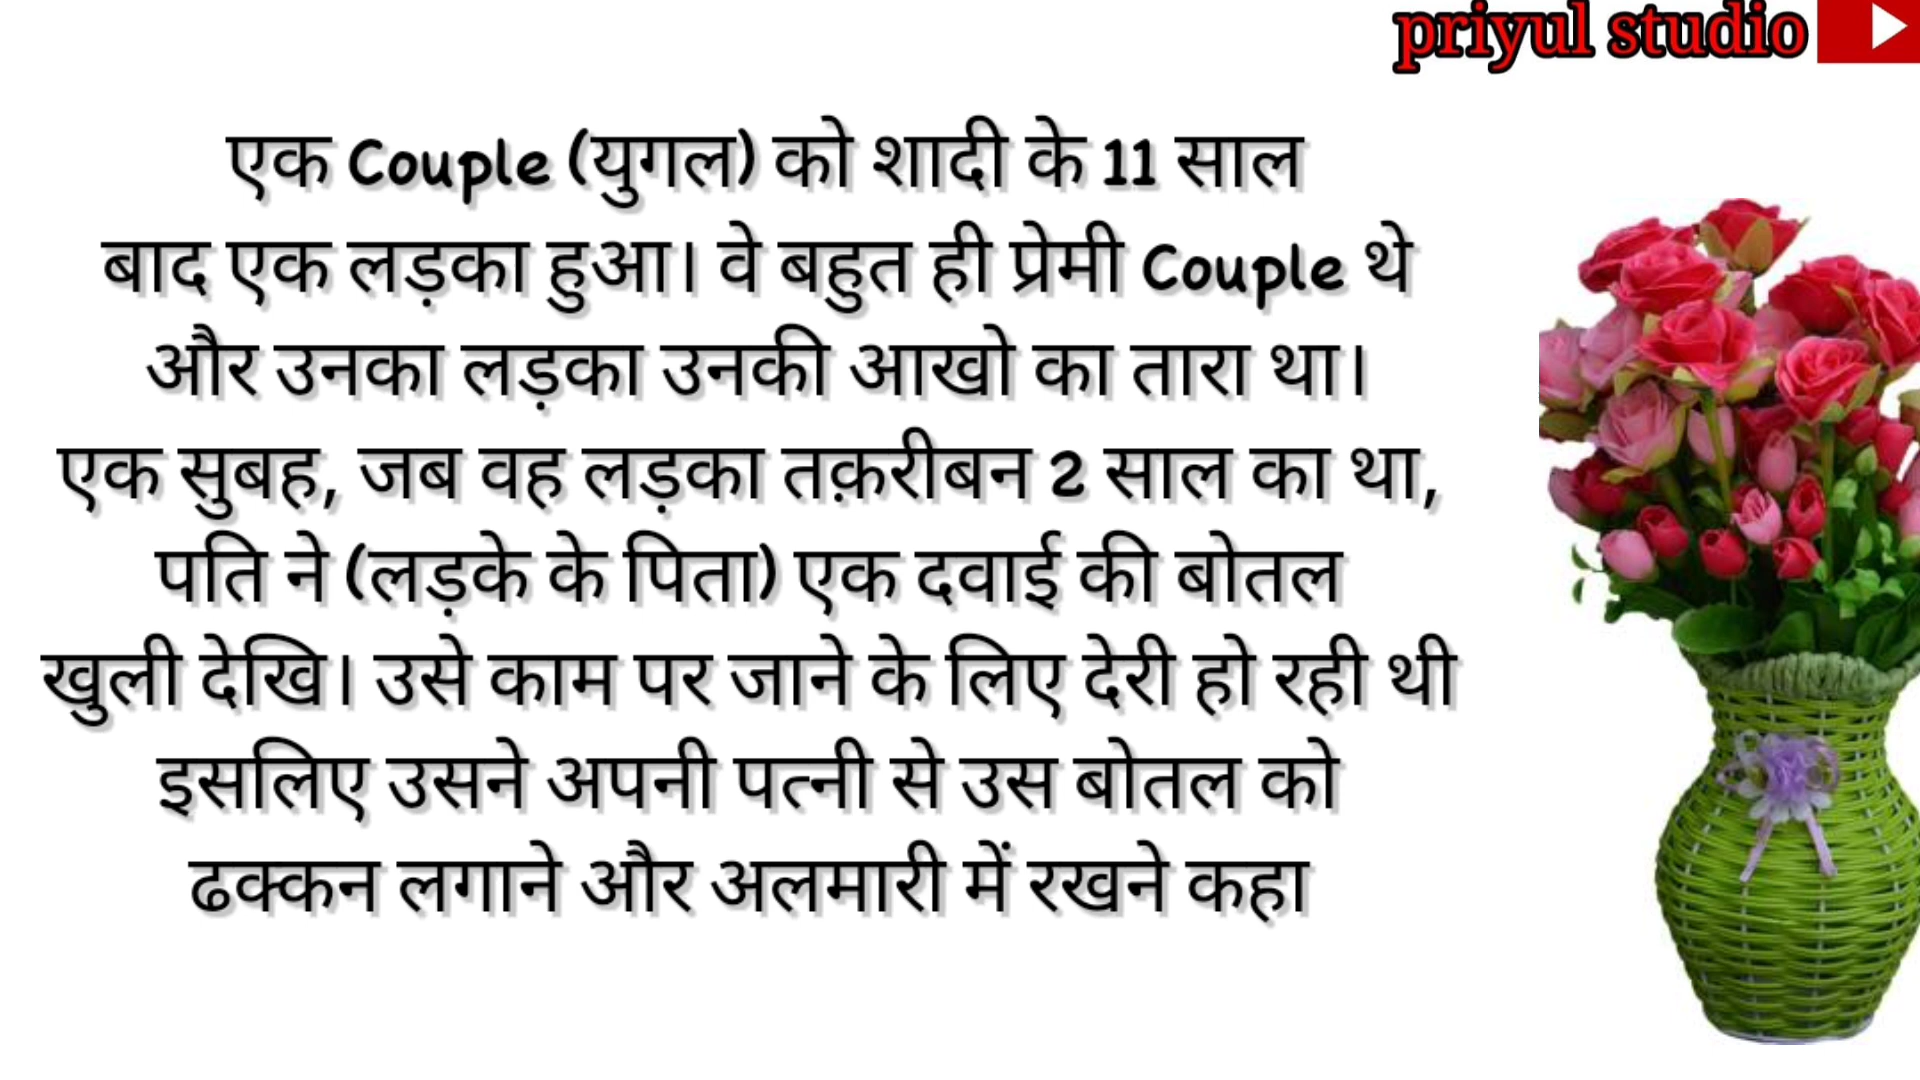 priyul studio
एक Couple (युगल) को शादी के 11 साल
बाद एक लड़का हुआ। वे बहुत ही प्रेमी Couple थे
और उनका लड़का उनकी आखो का तारा था।
एक सुबह, जब वह लड़का तक़रीबन 2 साल का था,
पति ने (लड़के के पिता) एक दवाई की बोतल
खुली देखि। उसे काम पर जाने के लिए देरी हो रही थी
इसलिए उसने अपनी पत्नी से उस बोतल को
ढक्कन लगाने और अलमारी में रखने कहा